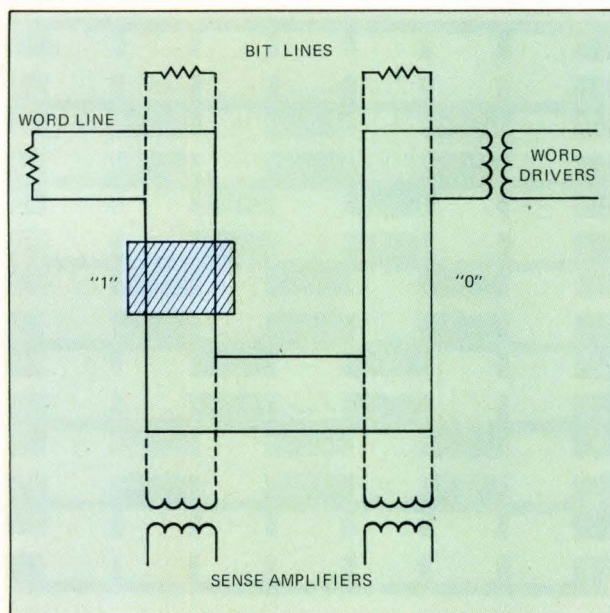 BIT LINES
WORD LINE
WORD
DRIVERS
"1"
"0"
SENSE AMPLIFIERS